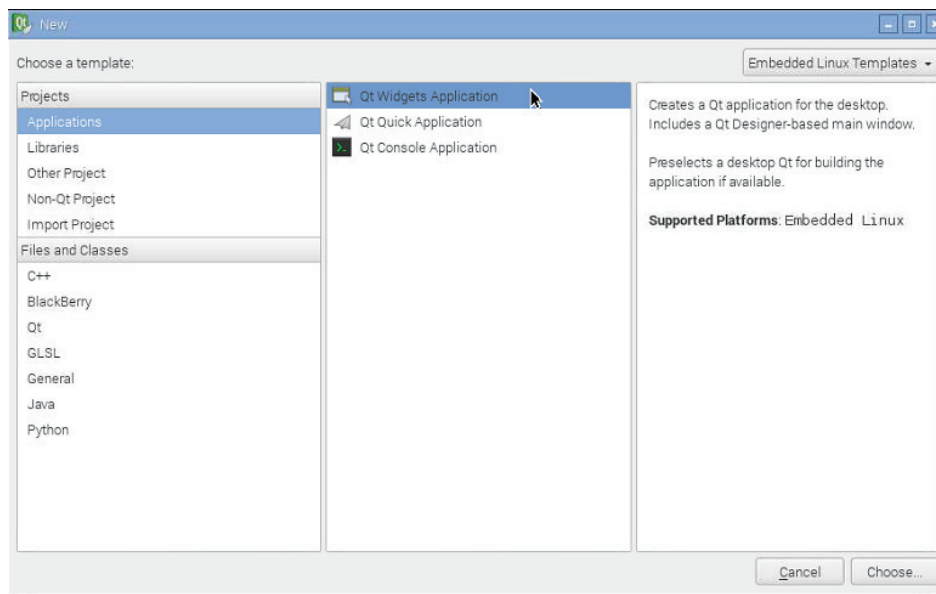 New
Choose a template:
Embedded Linux Templates
Projects
Applications
Libraries
Other Project
Non-Qt Project
Import Project
Files and Classes
C++
BlackBerry
Qt
GLSL
General
Java
Python
Qt Widgets Application
Qt Quick Application
Qt Console Application
Creates a Qt application for the desktop.
Includes a Qt Designer-based main window.
Preselects a desktop Qt for building the
application if available.
Supported Platforms: Embedded Linux
Cancel
Choose...